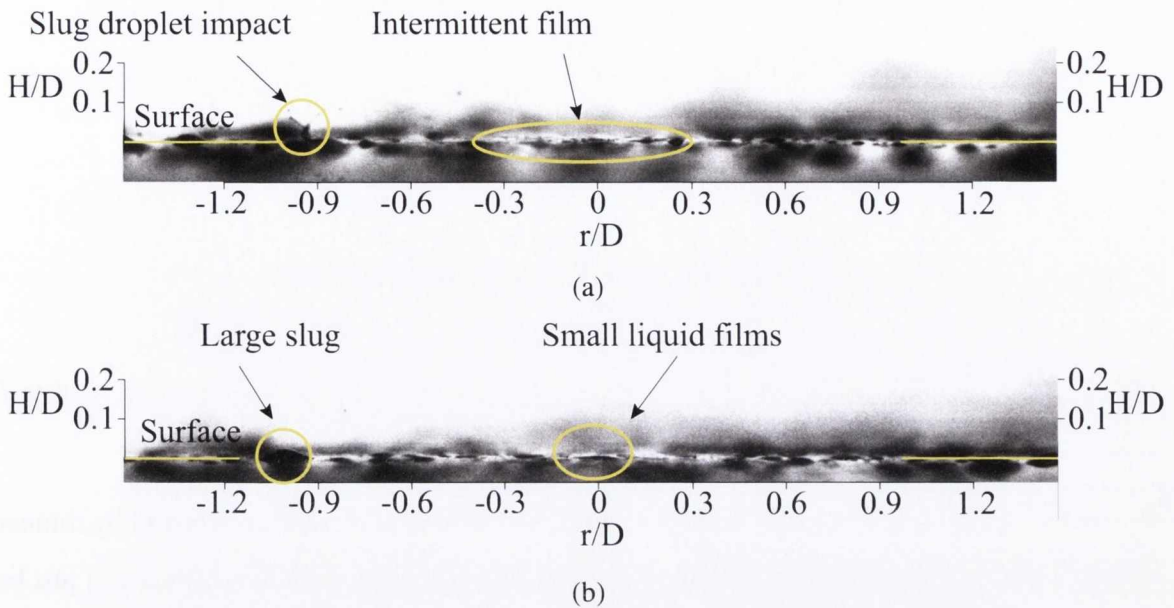 Slug droplet impact Intermittent film
0.2 0.2
H/D H/D
0.1 0.1
Surface
-1.2 -0.9 -0.6 -0.3 0 0.3 0.6 0.9 1.2
r/D
(a)
Large slug Small liquid films
0.2 0.2
H/D H/D
0.1 0.1
Surface
-1.2 -0.9 -0.6 -0.3 0 0.3 0.6 0.9 1.2
r/D
(b)